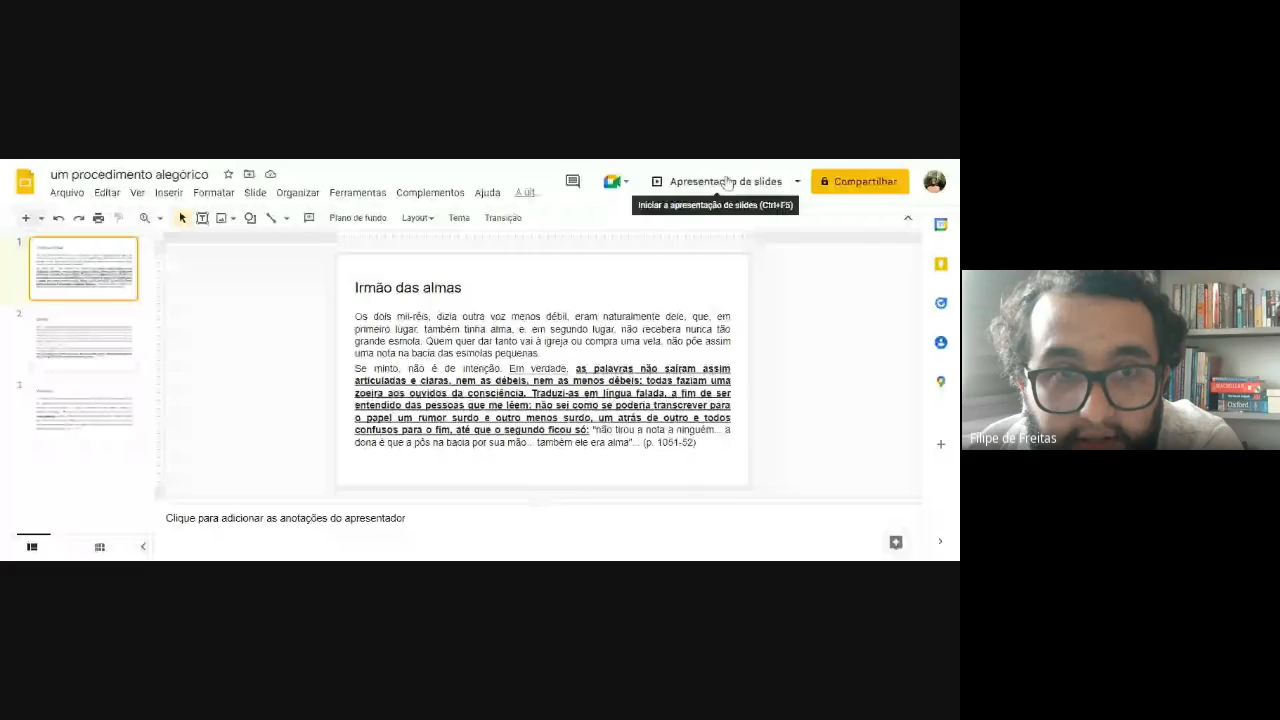 um procedimento alegórico
Arquivo Editar Ver Inserir Formatar Slide Organizar Ferramentas Complementos Ajuda A últ...
Apresentação de slides
Compartilhar
Iniciar a apresentação de slides (Ctrl+F5)
Plano de fundo Layout Tema Transição
1
2
3
Irmão das almas
Os dois mil-réis, dizia outra voz menos débil, eram naturalmente dele, que, em
primeiro lugar, também tinha alma, e, em segundo lugar, não recebera nunca tão
grande esmola. Quem quer dar tanto vai à igreja ou compra uma vela, não põe assim
uma nota na bacia das esmolas pequenas.
Se minto, não é de intenção. Em verdade, as palavras não saíram assim
articuladas e claras, nem as débeis, nem as menos débeis; todas faziam uma
zoeira aos ouvidos da consciência. Traduzi-as em língua falada, a fim de ser
entendido das pessoas que me lêem; não sei como se poderia transcrever para
o papel um rumor surdo e outro menos surdo, um atrás de outro e todos
confusos para o fim, até que o segundo ficou só: "não tirou a nota a ninguém... a
dona é que a pôs na bacia por sua mão... também ele era alma"... (p. 1051-52)
Clique para adicionar as anotações do apresentador
MACMILLAN
Oxford
Filipe de Freitas